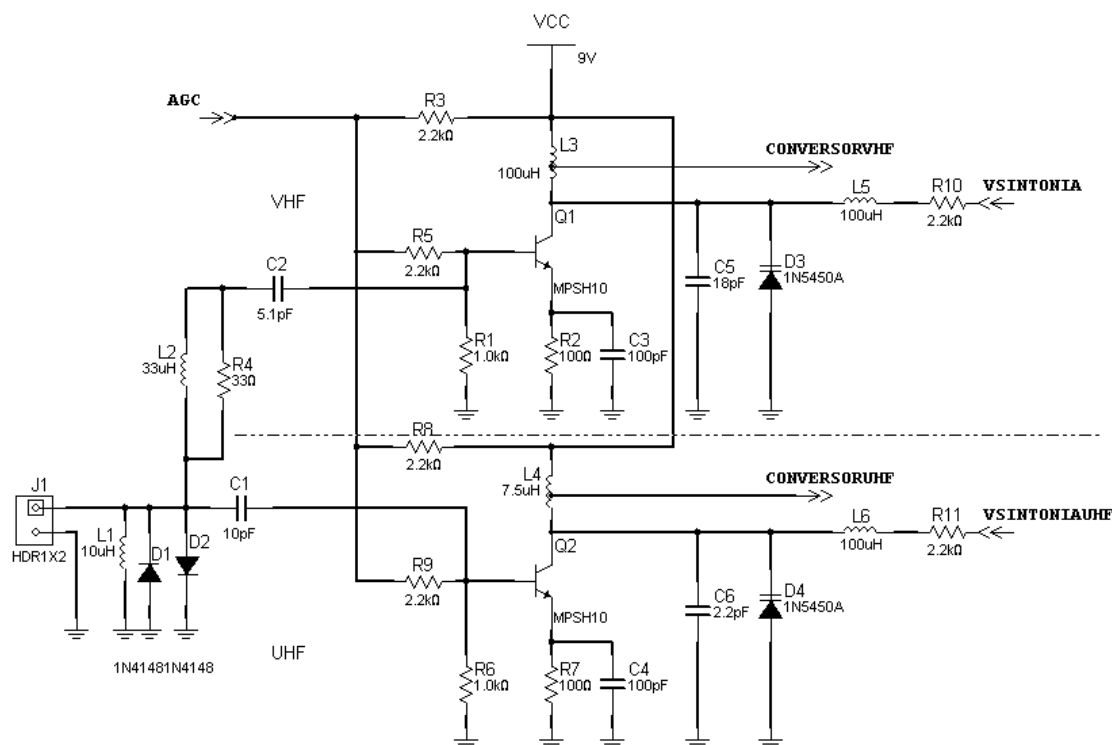 VCC
9V
AGC
R3
2.2kΩ
L3
100uH
CONVERSORVHF
L5
100uH
R10
2.2kΩ
VSINTONIA
VHF
R5
2.2kΩ
Q1
MPSH10
C2
5.1pF
C5
18pF
D3
1N5450A
L2
33uH
R4
33Ω
R1
1.0kΩ
R2
100Ω
C3
100pF
R8
2.2kΩ
L4
7.5uH
CONVERSORUHF
L6
100uH
R11
2.2kΩ
VSINTONIAUHF
J1
HDR1X2
C1
10pF
L1
10uH
D1
D2
1N4148
1N4148
R9
2.2kΩ
Q2
MPSH10
C6
2.2pF
D4
1N5450A
UHF
R6
1.0kΩ
R7
100Ω
C4
100pF